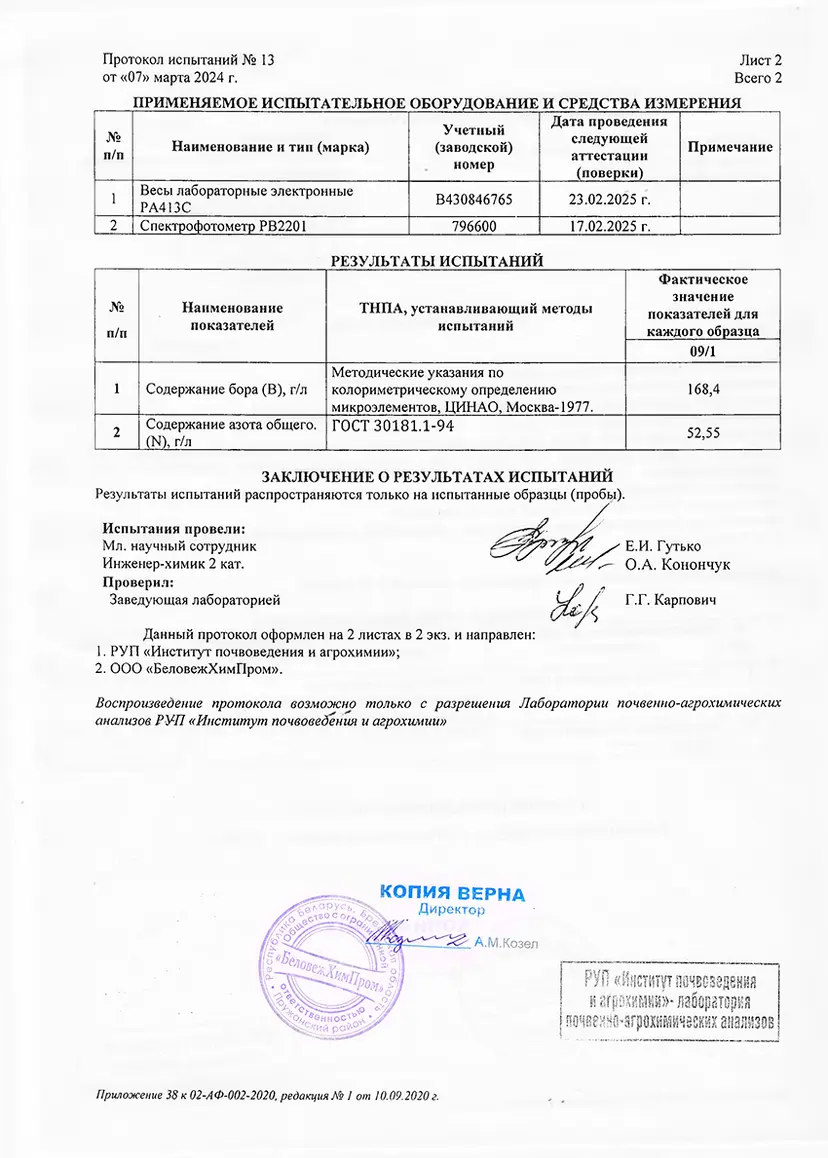 Протокол испытаний № 13
Лист 2
от «07» марта 2024 г.
Всего 2
ПРИМЕНЯЕМОЕ ИСПЫТАТЕЛЬНОЕ ОБОРУДОВАНИЕ И СРЕДСТВА ИЗМЕРЕНИЯ
№ п/п
Наименование и тип (марка)
Учетный (заводской) номер
Дата проведения следующей аттестации (поверки)
Примечание
1
Весы лабораторные электронные РА413С
В430846765
23.02.2025 г.
2
Спектрофотометр РВ2201
796600
17.02.2025 г.
РЕЗУЛЬТАТЫ ИСПЫТАНИЙ
№ п/п
Наименование показателей
ТНПА, устанавливающий методы испытаний
Фактическое значение показателей для каждого образца
09/1
1
Содержание бора (В), г/л
Методические указания по
колориметрическому определению
микроэлементов, ЦИНАО, Москва-1977.
168,4
2
Содержание азота общего. (N), г/л
ГОСТ 30181.1-94
52,55
ЗАКЛЮЧЕНИЕ О РЕЗУЛЬТАТАХ ИСПЫТАНИЙ
Результаты испытаний распространяются только на испытанные образцы (пробы).
Испытания провели:
Мл. научный сотрудник
Е.И. Гутько
Инженер-химик 2 кат.
О.А. Конончук
Проверил:
Заведующая лабораторией
Г.Г. Карпович
Данный протокол оформлен на 2 листах в 2 экз. и направлен:
1. РУП «Институт почвоведения и агрохимии»;
2. ООО «БеловежХимПром».
Воспроизведение протокола возможно только с разрешения Лаборатории почвенно-агрохимических
анализов РУП «Институт почвоведения и агрохимии»
КОПИЯ ВЕРНА
Директор
А.М.Козел
Республика Беларусь, Брестская область
Общество с ограниченной
«БеловежХимПром»
ответственностью
Пружанский район
РУП «Институт почвоведения
и агрохимии»- лаборатория
почвенно-агрохимических анализов
Приложение 38 к 02-АФ-002-2020, редакция № 1 от 10.09.2020 г.